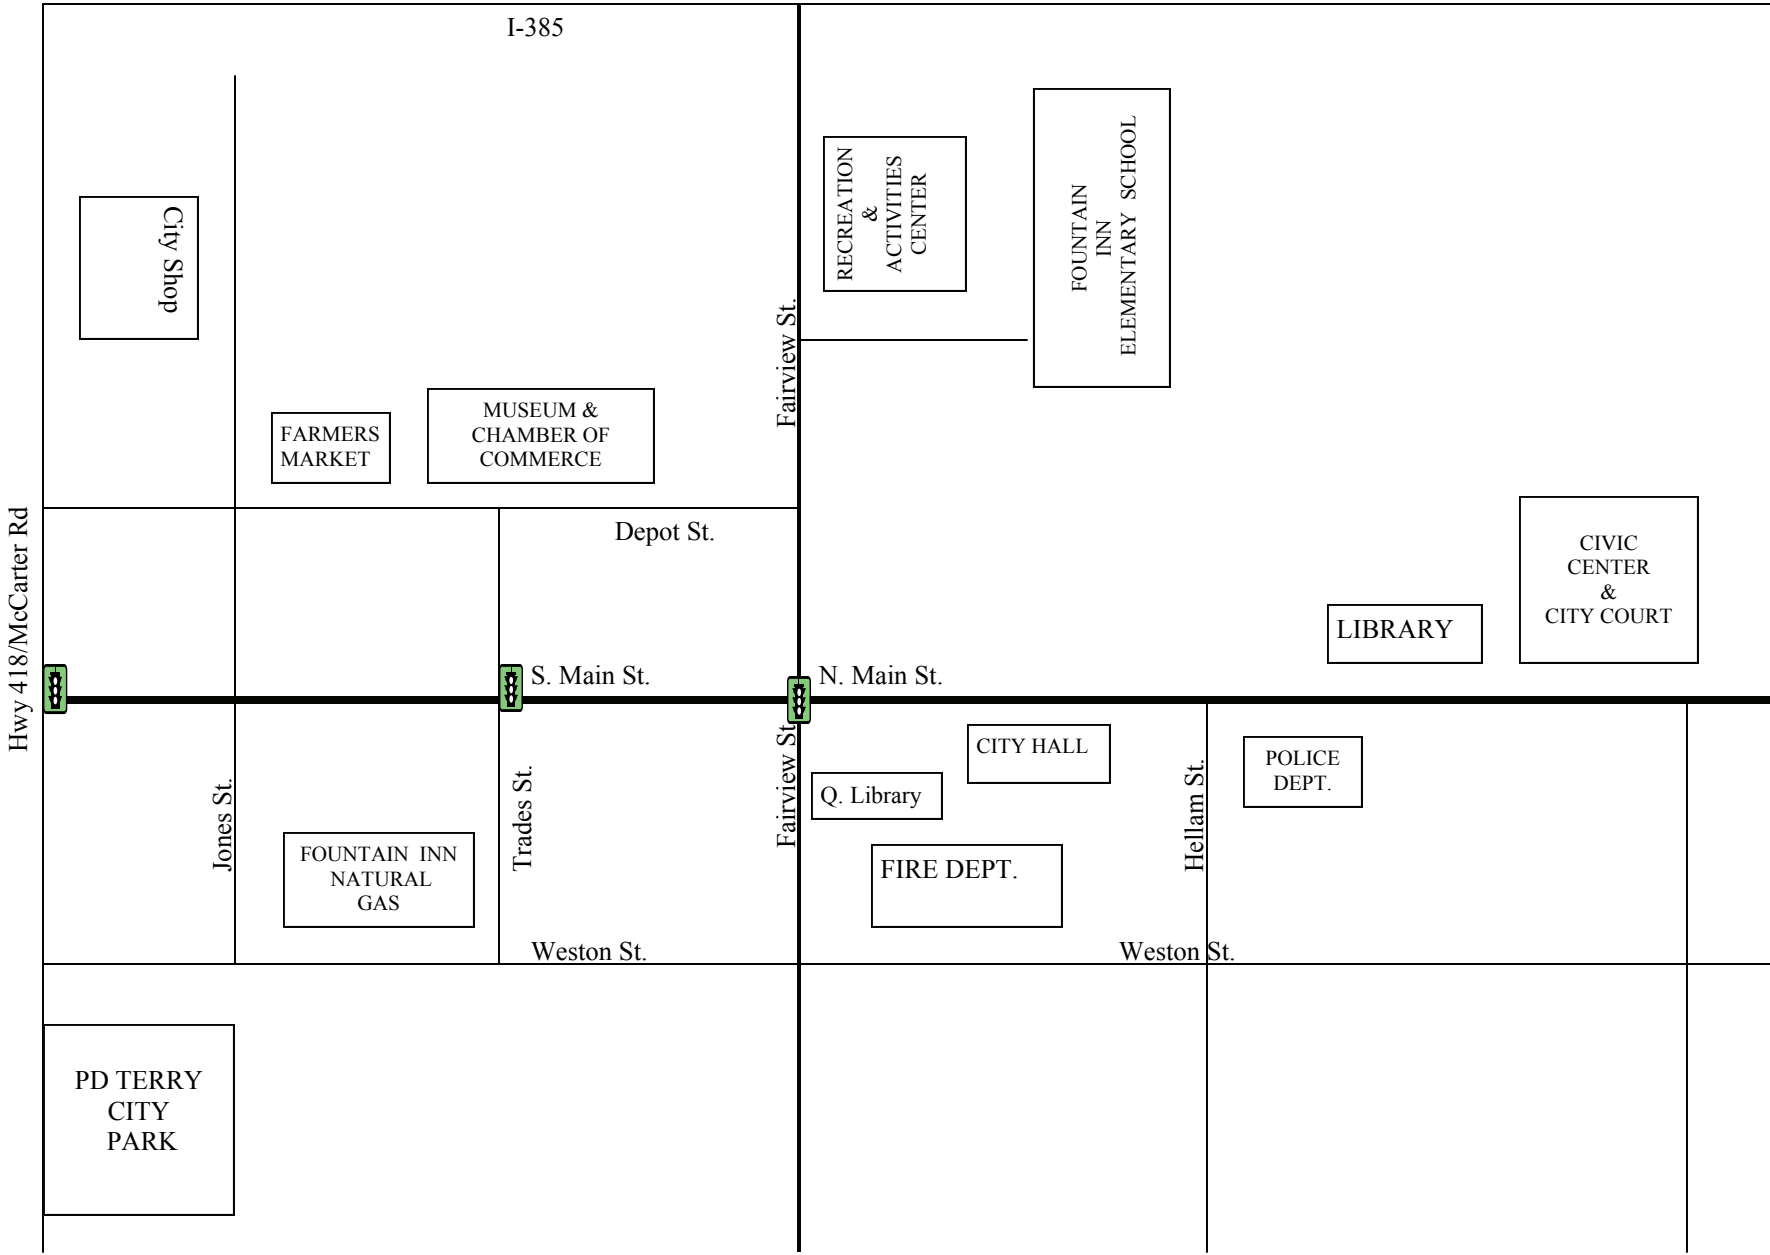 I-385
City Shop
RECREATION
&
ACTIVITIES
CENTER
FOUNTAIN
INN
ELEMENTARY SCHOOL
Fairview St.
FARMERS
MARKET
MUSEUM &
CHAMBER OF
COMMERCE
Depot St.
Hwy 418/McCarter Rd
CIVIC
CENTER
&
CITY COURT
LIBRARY
S. Main St.
N. Main St.
Jones St.
FOUNTAIN INN
NATURAL
GAS
Trades St.
Fairview St.
Q. Library
CITY HALL
FIRE DEPT.
Hellam St.
POLICE
DEPT.
Weston St.
Weston St.
PD TERRY
CITY
PARK